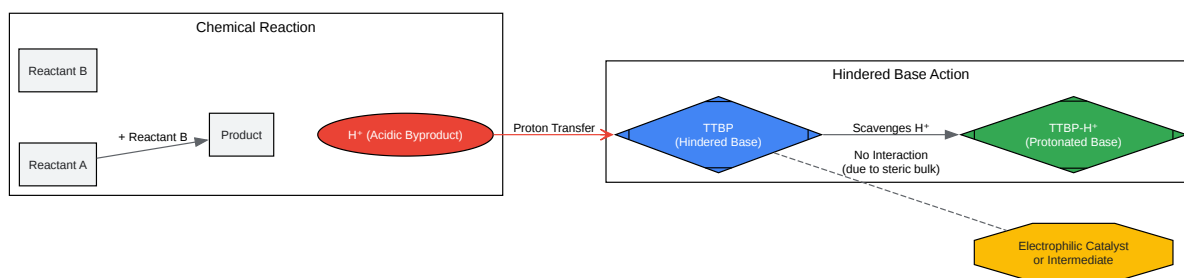 Chemical Reaction
Reactant B
Reactant A
+ Reactant B
Product
H⁺ (Acidic Byproduct)
Proton Transfer
Hindered Base Action
TTBP
(Hindered Base)
Scavenges H⁺
TTBP-H⁺
(Protonated Base)
No Interaction
(due to steric bulk)
Electrophilic Catalyst
or Intermediate